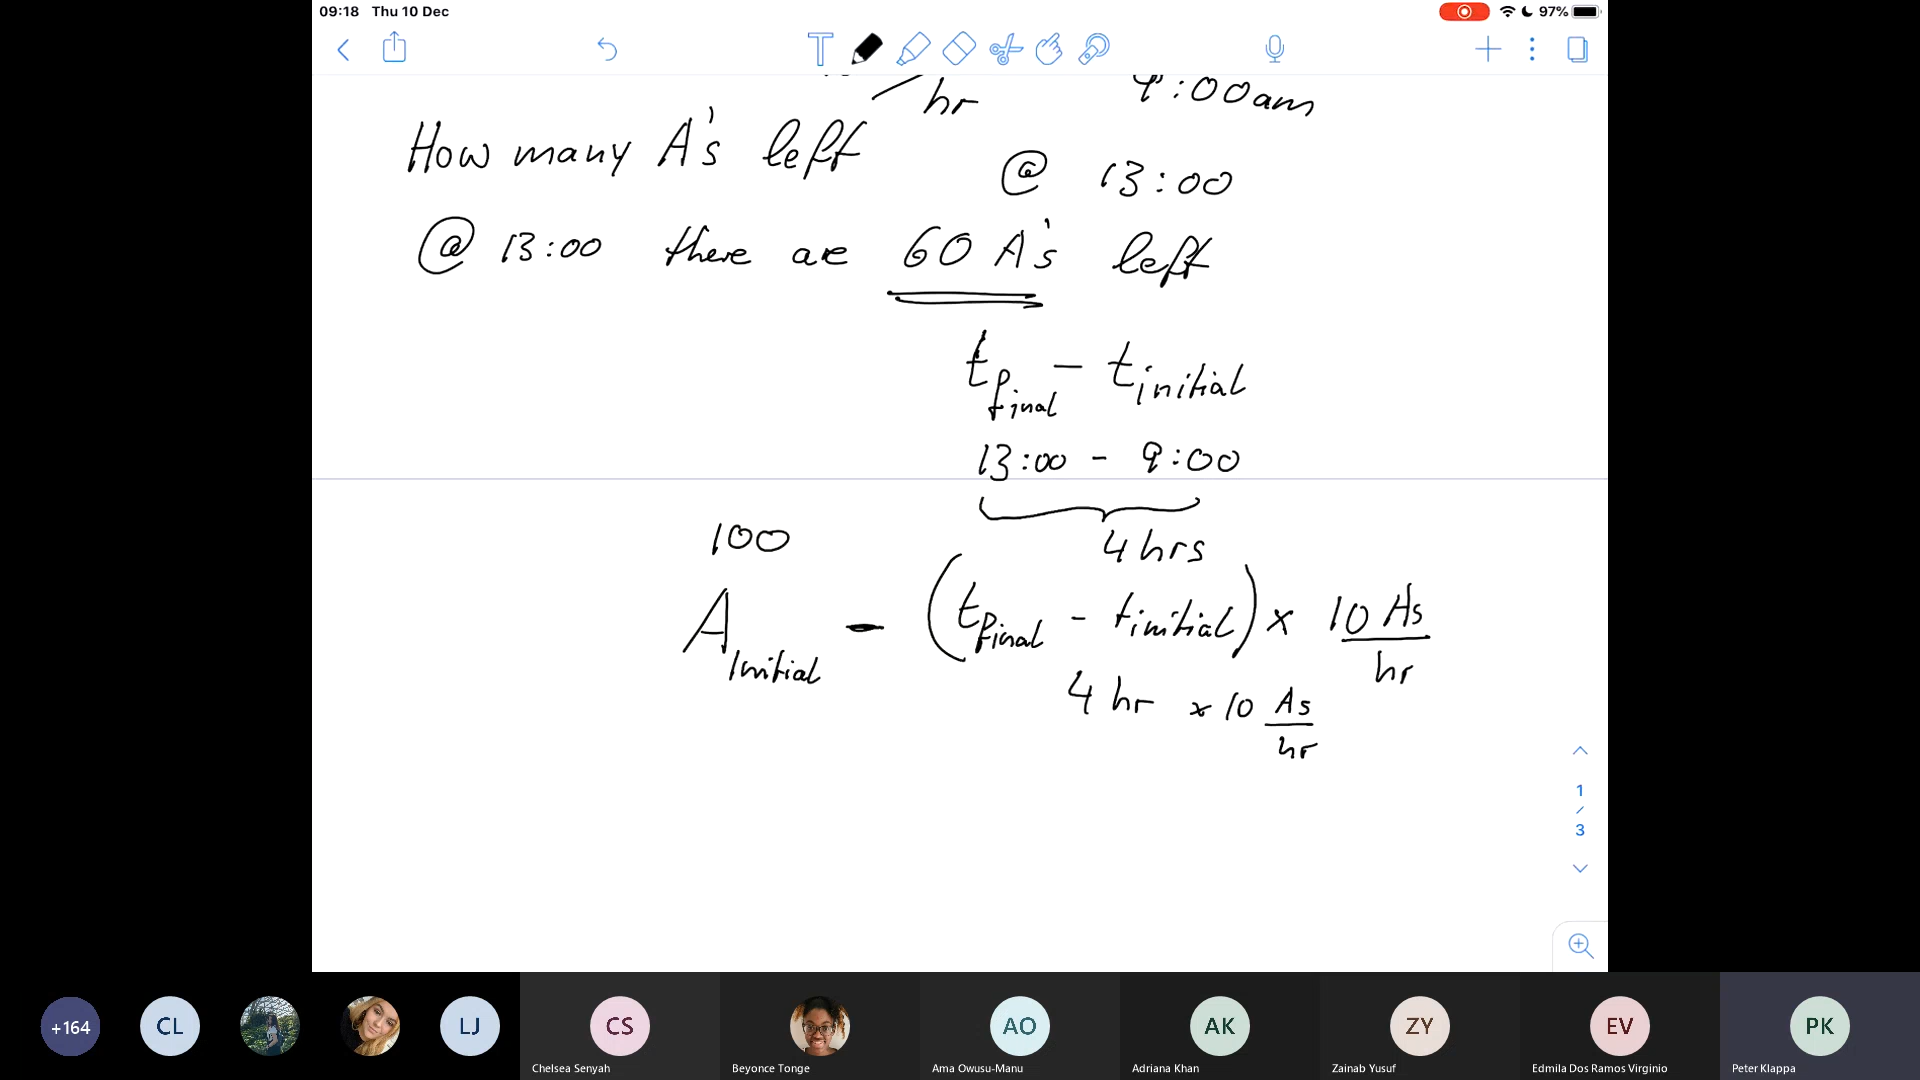 09:18 Thu 10 Dec
97%
hr 9:00am
How many A's left
@ 13:00
@ 13:00 there are 60 A's left
t final - t initial
13:00 - 9:00
4 hrs
100
A Initial - (t final - t initial) x 10 As
hr
4 hr x 10 As
hr
1
/
3
+164
CL
LJ
CS
AO
AK
ZY
EV
PK
Chelsea Senyah
Beyonce Tonge
Ama Owusu-Manu
Adriana Khan
Zainab Yusuf
Edmila Dos Ramos Virginio
Peter Klappa